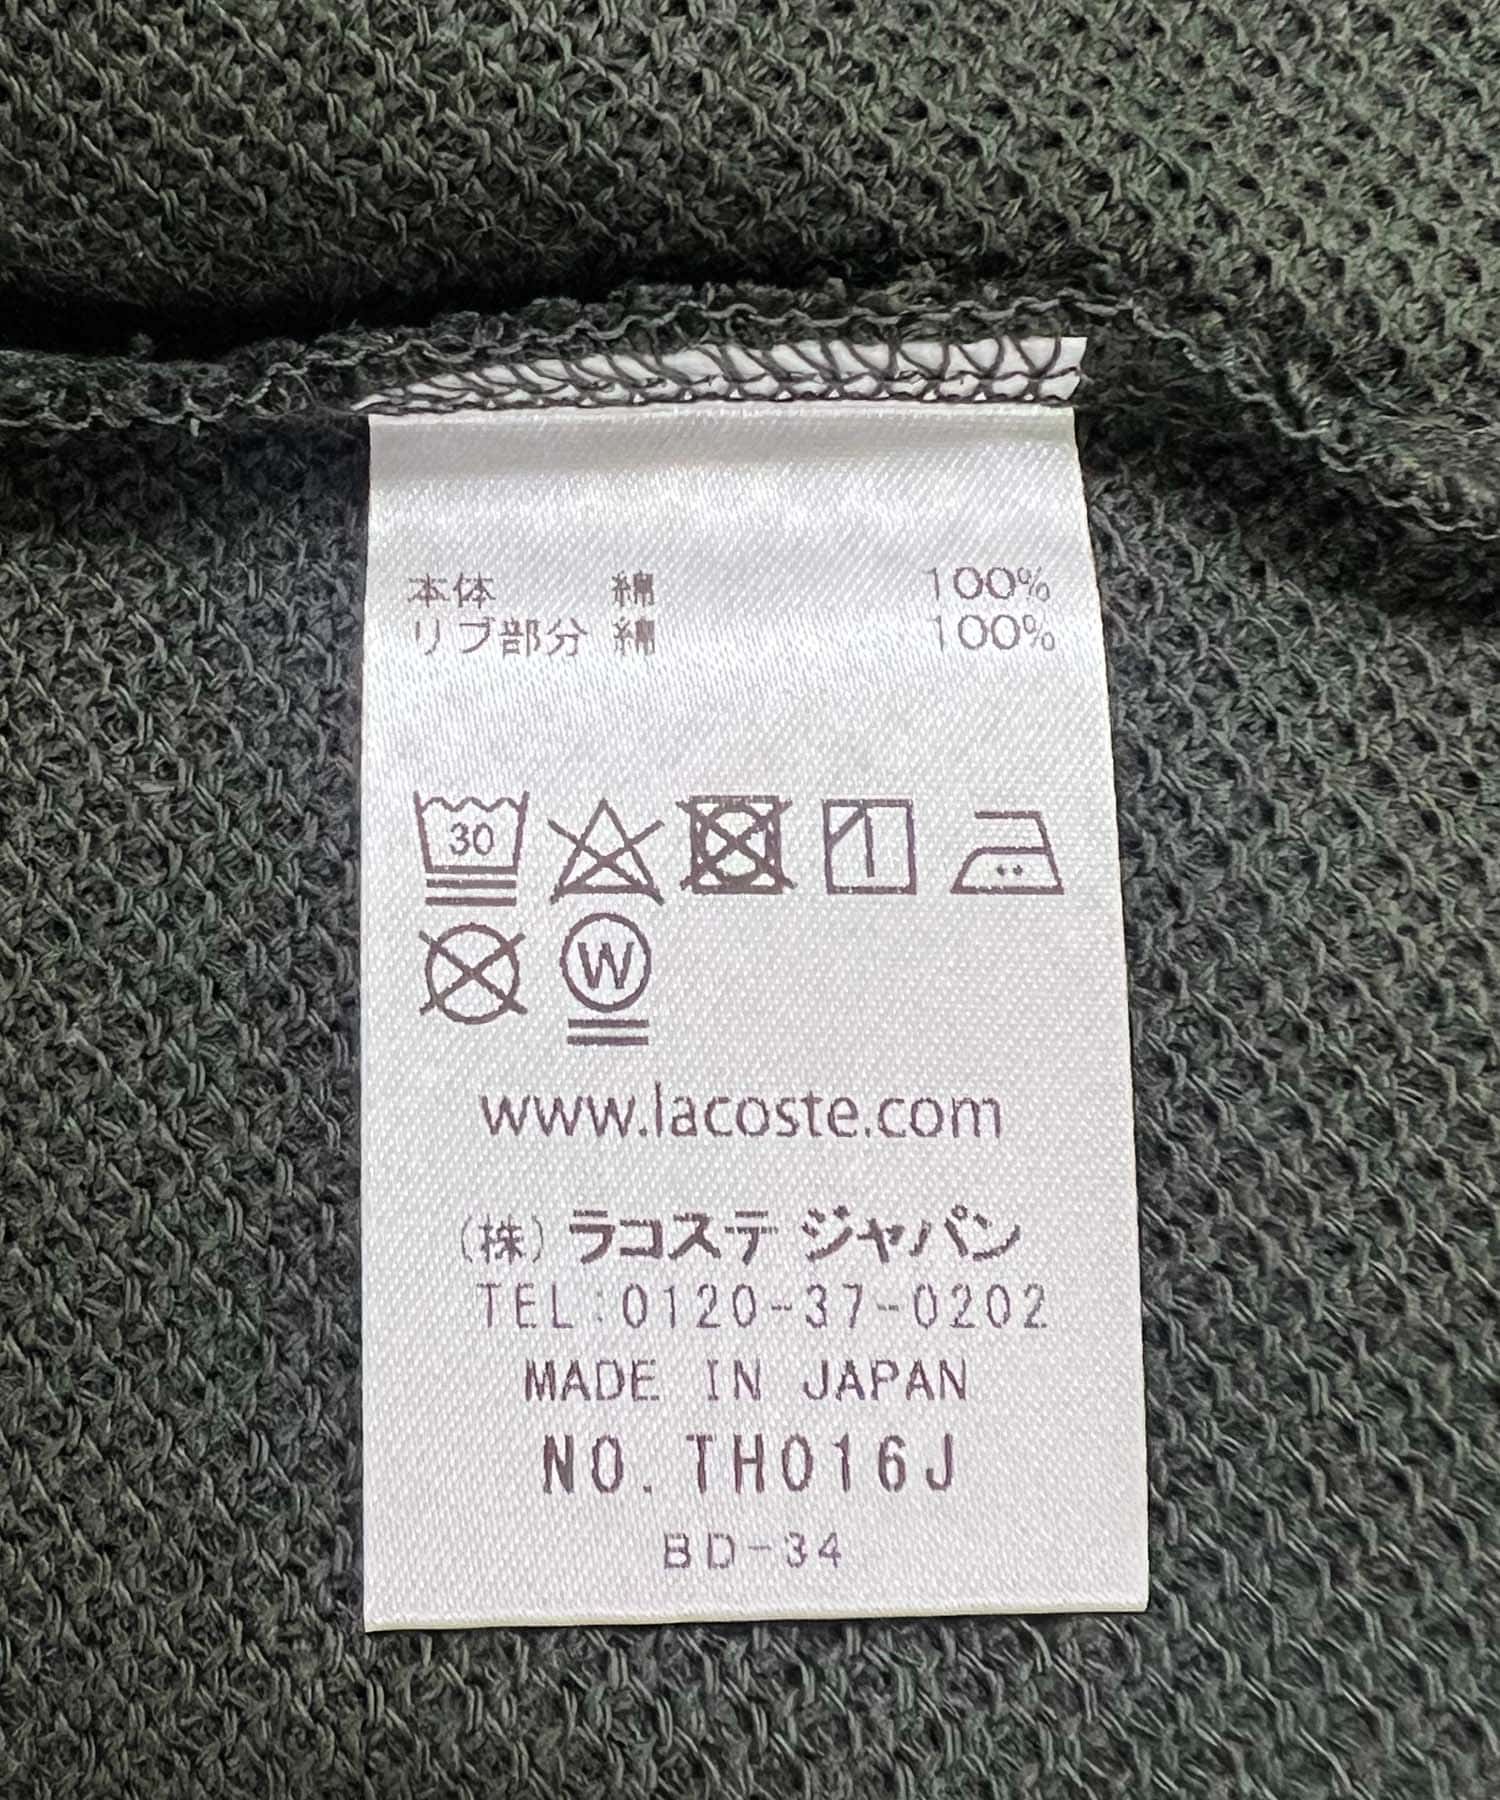 本体 綿 100%
リブ部分 綿 100%
30
W
www.lacoste.com
(株) ラコステ ジャパン
TEL:0120-37-0202
MADE IN JAPAN
NO.TH016J
BD-34